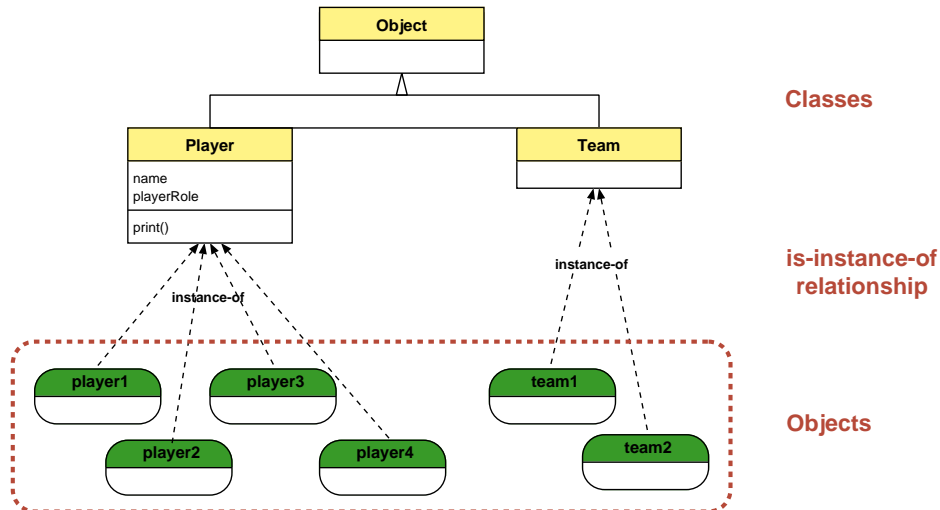 Object
Classes
Player
Team
name
playerRole
print()
instance-of
instance-of
is-instance-of
relationship
player1
player3
team1
Objects
player2
player4
team2